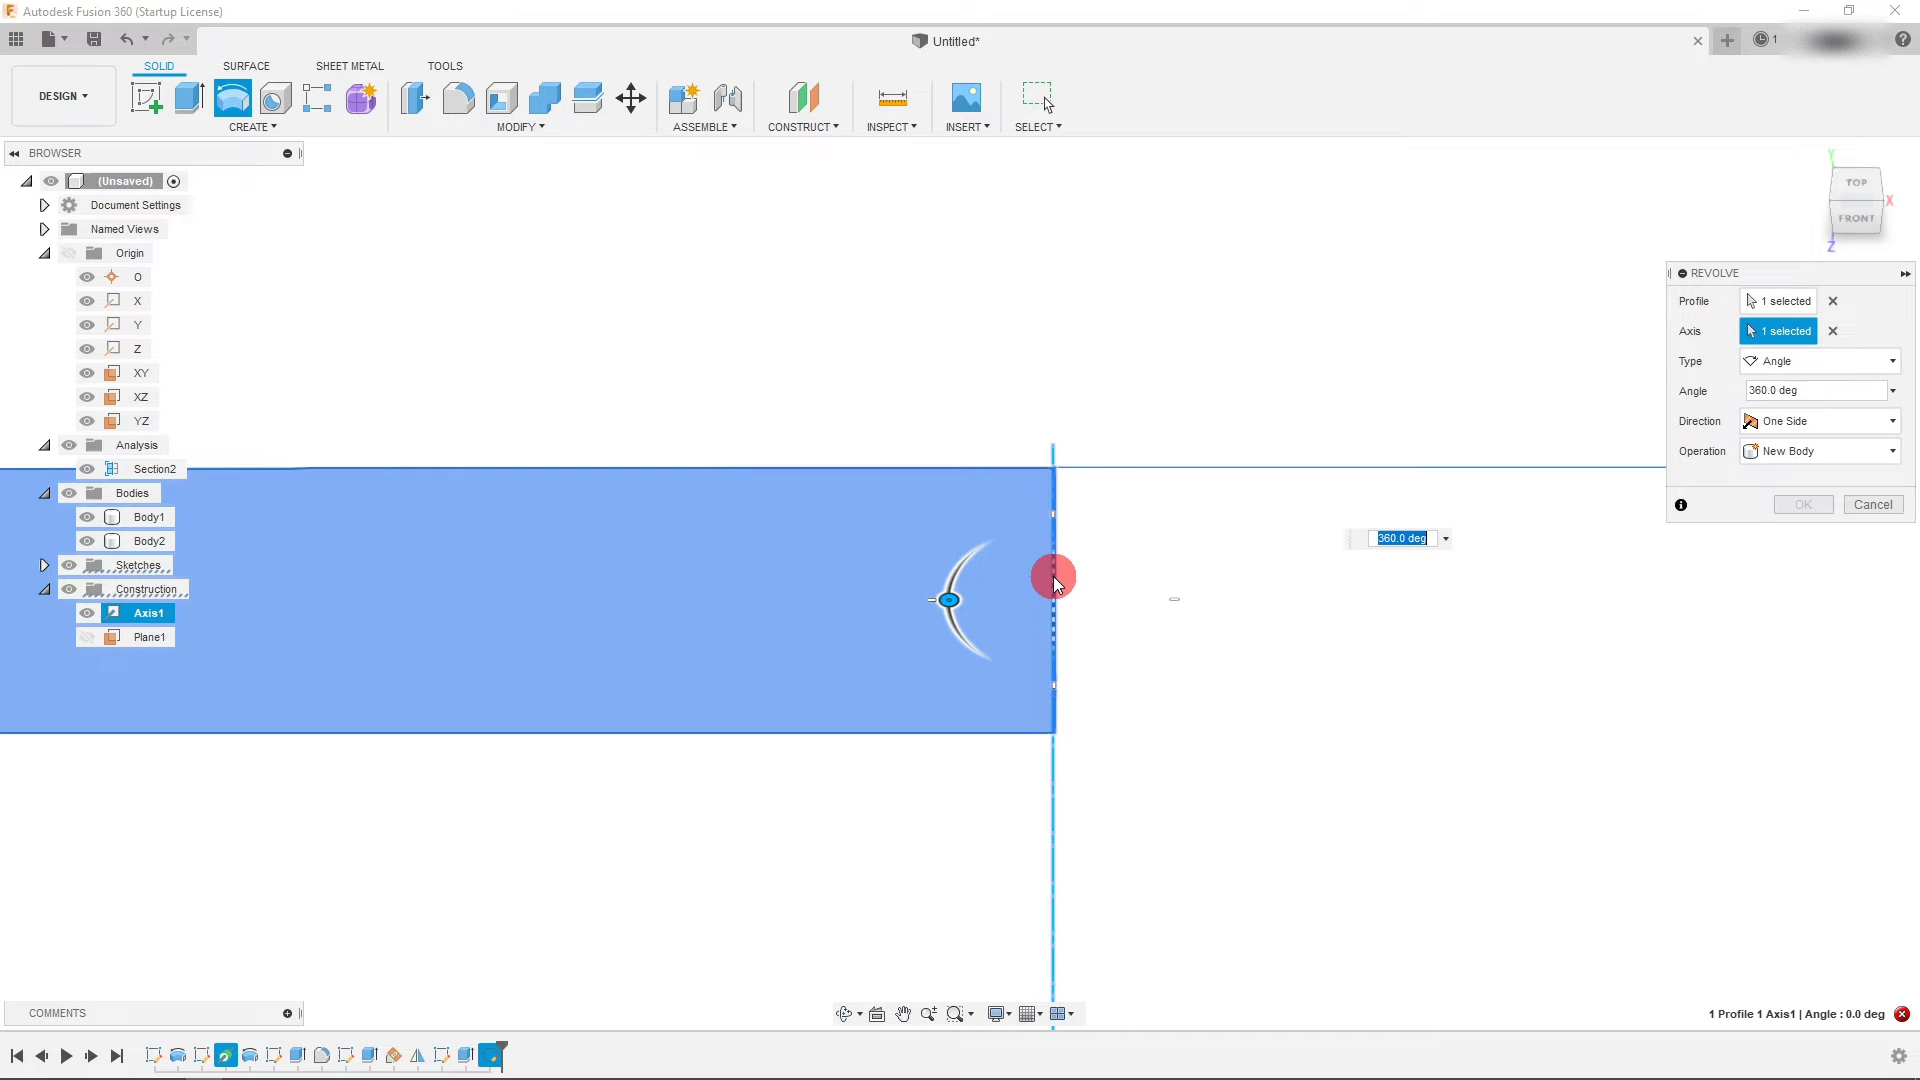 Autodesk Fusion 360 (Startup License)
Untitled*
1
SOLID
SURFACE
SHEET METAL
TOOLS
DESIGN
CREATE
MODIFY
ASSEMBLE
CONSTRUCT
INSPECT
INSERT
SELECT
BROWSER
(Unsaved)
Document Settings
Named Views
Origin
O
X
Y
Z
XY
XZ
YZ
Analysis
Section2
Bodies
Body1
Body2
Sketches
Construction
Axis1
Plane1
Y
TOP
X
FRONT
Z
REVOLVE
Profile
1 selected
Axis
1 selected
Type
Angle
Angle
360.0 deg
Direction
One Side
Operation
New Body
OK
Cancel
360.0 deg
COMMENTS
1 Profile 1 Axis1 | Angle : 0.0 deg